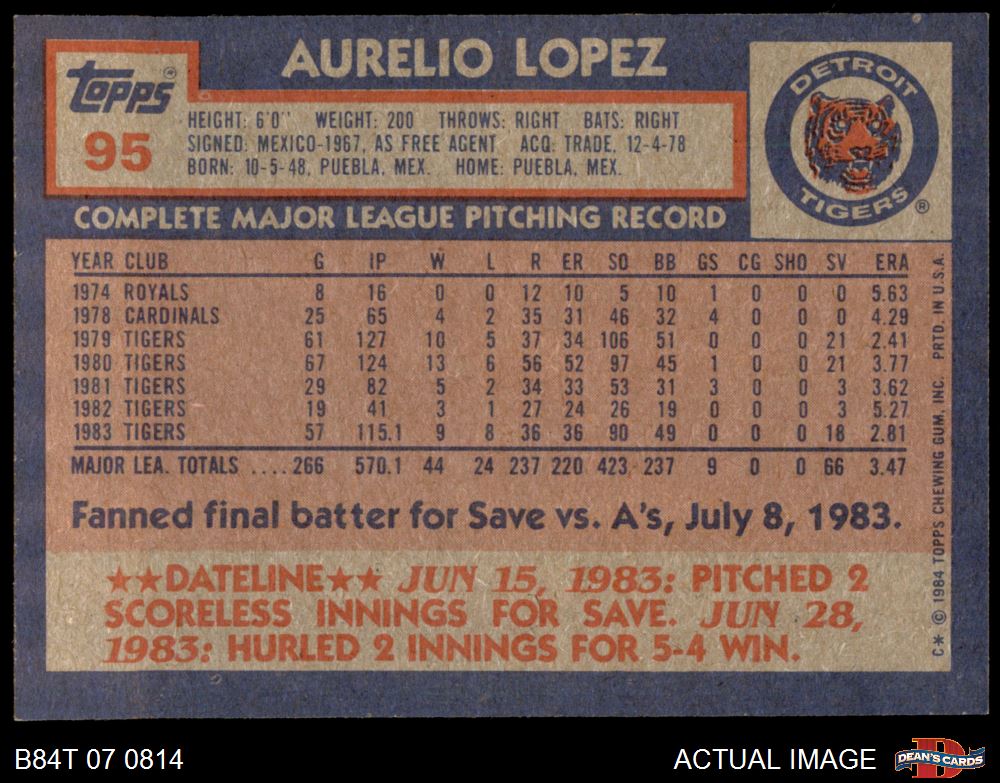 AURELIO LOPEZ
Topps®
95
HEIGHT: 6'0" WEIGHT: 200 THROWS: RIGHT BATS: RIGHT
SIGNED: MEXICO-1967, AS FREE AGENT ACQ: TRADE, 12-4-78
BORN: 10-5-48, PUEBLA, MEX. HOME: PUEBLA, MEX.
DETROIT
TIGERS®
COMPLETE MAJOR LEAGUE PITCHING RECORD
YEAR CLUB G IP W L R ER SO BB GS CG SHO SV ERA
1974 ROYALS 8 16 0 0 12 10 5 10 1 0 0 0 5.63
1978 CARDINALS 25 65 4 2 35 31 46 32 4 0 0 0 4.29
1979 TIGERS 61 127 10 5 37 34 106 51 0 0 0 21 2.41
1980 TIGERS 67 124 13 6 56 52 97 45 1 0 0 21 3.77
1981 TIGERS 29 82 5 2 34 33 53 31 3 0 0 3 3.62
1982 TIGERS 19 41 3 1 27 24 26 19 0 0 0 3 5.27
1983 TIGERS 57 115.1 9 8 36 36 90 49 0 0 0 18 2.81
MAJOR LEA. TOTALS ....266 570.1 44 24 237 220 423 237 9 0 0 66 3.47
Fanned final batter for Save vs. A's, July 8, 1983.
★★DATELINE★★ JUN 15, 1983: PITCHED 2
SCORELESS INNINGS FOR SAVE. JUN 28,
1983: HURLED 2 INNINGS FOR 5-4 WIN.
C* © 1984 TOPPS CHEWING GUM, INC. PRTD. IN U.S.A.
B84T 07 0814
ACTUAL IMAGE
D
DEAN'S CARDS